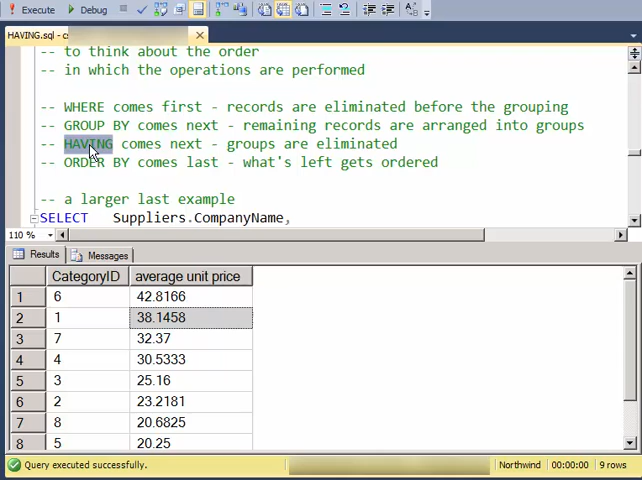 Execute Debug
HAVING.sql - cs
-- to think about the order
-- in which the operations are performed
-- WHERE comes first - records are eliminated before the grouping
-- GROUP BY comes next - remaining records are arranged into groups
-- HAVING comes next - groups are eliminated
-- ORDER BY comes last - what's left gets ordered
-- a larger last example
SELECT Suppliers.CompanyName,
110 %
Results Messages
CategoryID average unit price
1 6 42.8166
2 1 38.1458
3 7 32.37
4 4 30.5333
5 3 25.16
6 2 23.2181
7 8 20.6825
8 5 20.25
Query executed successfully. Northwind 00:00:00 9 rows